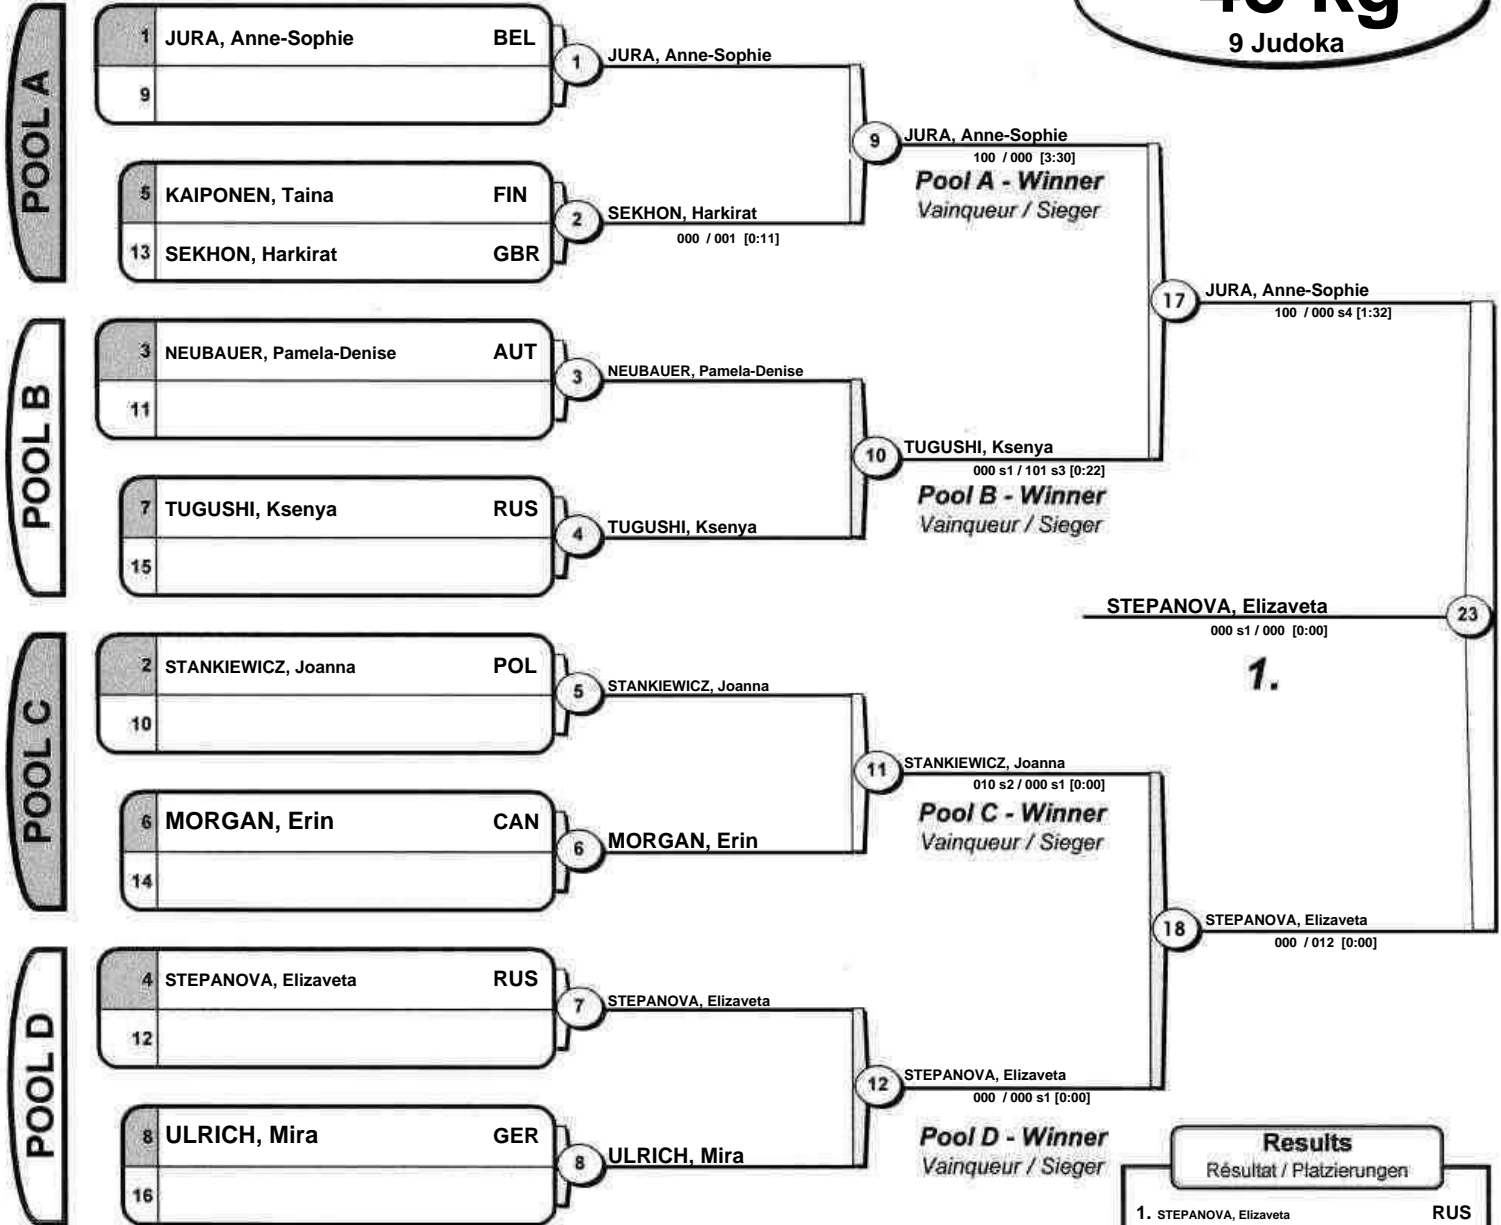 48 kg
9 Judoka
POOL A
1 JURA, Anne-Sophie BEL
9
1
JURA, Anne-Sophie
5 KAIPONEN, Taina FIN
13 SEKHON, Harkirat GBR
2
SEKHON, Harkirat
000 / 001 [0:11]
9
JURA, Anne-Sophie
100 / 000 [3:30]
Pool A - Winner
Vainqueur / Sieger
POOL B
3 NEUBAUER, Pamela-Denise AUT
11
3
NEUBAUER, Pamela-Denise
7 TUGUSHI, Ksenya RUS
15
4
TUGUSHI, Ksenya
10
TUGUSHI, Ksenya
000 s1 / 101 s3 [0:22]
Pool B - Winner
Vainqueur / Sieger
17
JURA, Anne-Sophie
100 / 000 s4 [1:32]
STEPANOVA, Elizaveta
000 s1 / 000 [0:00]
23
1.
POOL C
2 STANKIEWICZ, Joanna POL
10
5
STANKIEWICZ, Joanna
6 MORGAN, Erin CAN
14
6
MORGAN, Erin
11
STANKIEWICZ, Joanna
010 s2 / 000 s1 [0:00]
Pool C - Winner
Vainqueur / Sieger
18
STEPANOVA, Elizaveta
000 / 012 [0:00]
POOL D
4 STEPANOVA, Elizaveta RUS
12
7
STEPANOVA, Elizaveta
8 ULRICH, Mira GER
16
8
ULRICH, Mira
12
STEPANOVA, Elizaveta
000 / 000 s1 [0:00]
Pool D - Winner
Vainqueur / Sieger
Results
Résultat / Platzierungen
1. STEPANOVA, Elizaveta RUS